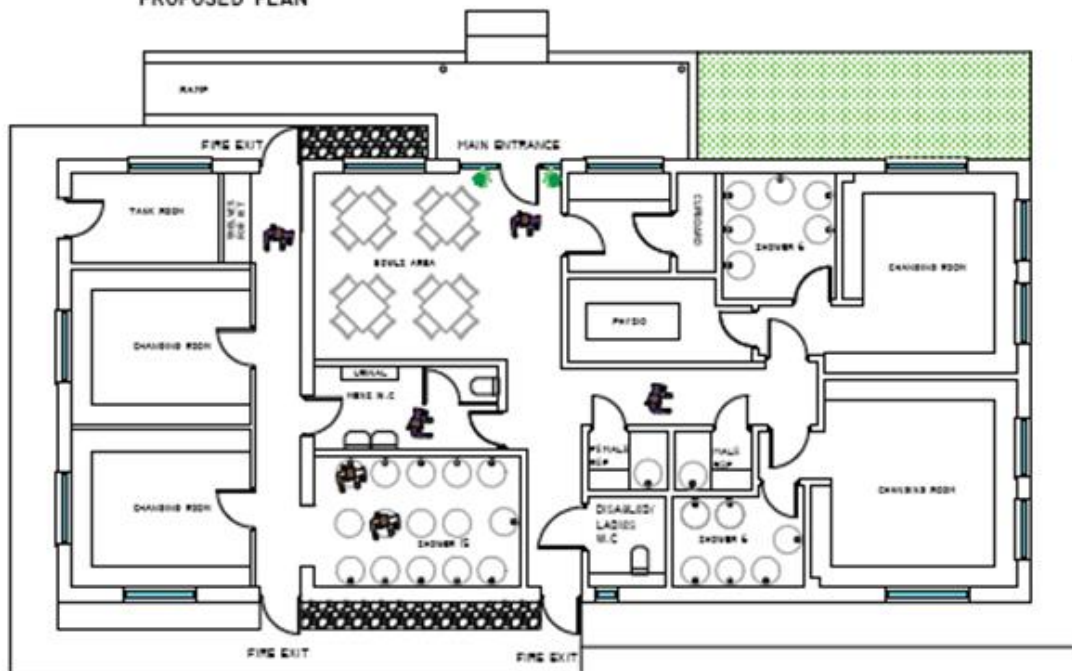 PROPOSED PLAN
RAMP
FIRE EXIT
MAIN ENTRANCE
TANK ROOM
CUPBOARD
SHOWER 6
CHANGING ROOM
BOWLS AREA
PHYSIO
CHANGING ROOM
URINAL
MENS W.C
FEMALE
REF
MALE
REF
CHANGING ROOM
CHANGING ROOM
DISABLED/
LADIES
W.C
SHOWER 15
SHOWER 6
FIRE EXIT
FIRE EXIT